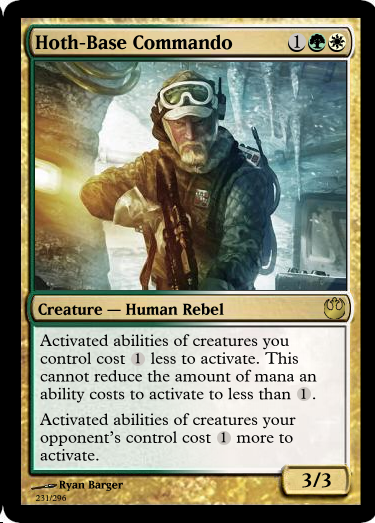 Hoth-Base Commando 1
Creature — Human Rebel
Activated abilities of creatures you
control cost 1 less to activate. This
cannot reduce the amount of mana an
ability costs to activate to less than 1.
Activated abilities of creatures your
opponent's control cost 1 more to
activate.
3/3
Ryan Barger
231/296